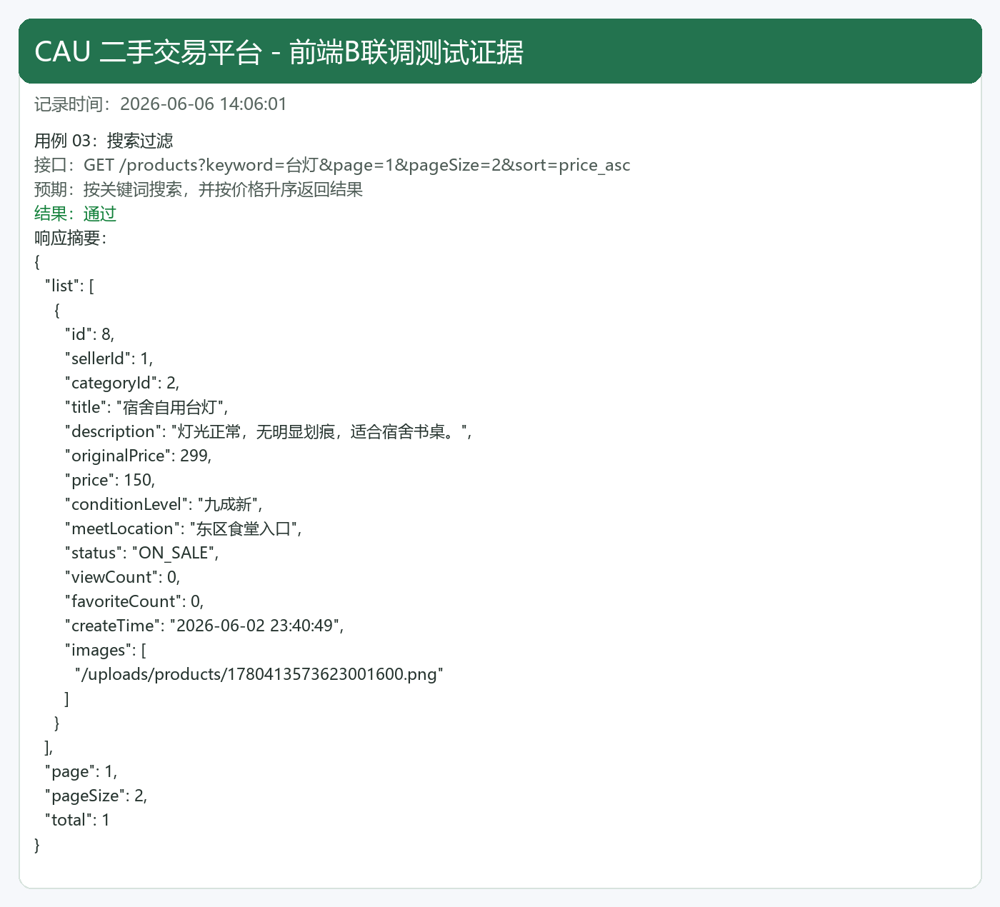 CAU 二手交易平台 - 前端B联调测试证据
记录时间：2026-06-06 14:06:01
用例 03：搜索过滤
接口：GET /products?keyword=台灯&page=1&pageSize=2&sort=price_asc
预期：按关键词搜索，并按价格升序返回结果
结果：通过
响应摘要：
{
  "list": [
    {
      "id": 8,
      "sellerId": 1,
      "categoryId": 2,
      "title": "宿舍自用台灯",
      "description": "灯光正常，无明显划痕，适合宿舍书桌。",
      "originalPrice": 299,
      "price": 150,
      "conditionLevel": "九成新",
      "meetLocation": "东区食堂入口",
      "status": "ON_SALE",
      "viewCount": 0,
      "favoriteCount": 0,
      "createTime": "2026-06-02 23:40:49",
      "images": [
        "/uploads/products/1780413573623001600.png"
      ]
    }
  ],
  "page": 1,
  "pageSize": 2,
  "total": 1
}